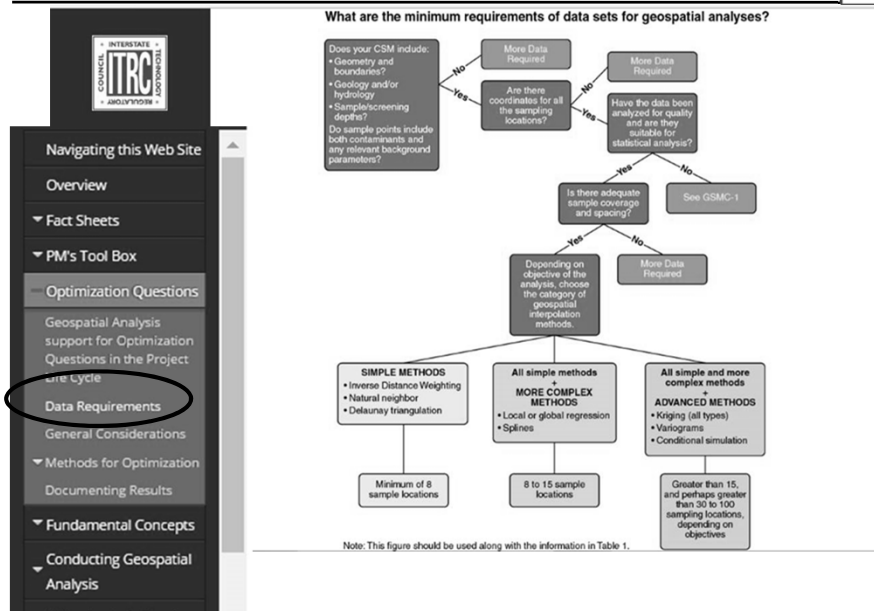 What are the minimum requirements of data sets for geospatial analyses?
INTERSTATE
COUNCIL
ITRC
TECHNOLOGY
REGULATORY
Navigating this Web Site
Overview
Fact Sheets
PM's Tool Box
Optimization Questions
Geospatial Analysis
support for Optimization
Questions in the Project
Life Cycle
Data Requirements
General Considerations
Methods for Optimization
Documenting Results
Fundamental Concepts
Conducting Geospatial
Analysis
Does your CSM include:
• Geometry and
boundaries?
• Geology and/or
hydrology
• Sample/screening
depths?
Do sample points include
both contaminants and
any relevant background
parameters?
No
More Data
Required
Yes
Are there
coordinates for all
the sampling
locations?
No
More Data
Required
Yes
Have the data been
analyzed for quality
and are they
suitable for
statistical analysis?
Yes
No
See GSMC-1
Is there adequate
sample coverage
and spacing?
Yes
No
More Data
Required
Depending on
objective of the
analysis, choose
the category of
geospatial
interpolation
methods.
SIMPLE METHODS
• Inverse Distance Weighting
• Natural neighbor
• Delaunay triangulation
Minimum of 8
sample locations
All simple methods
+
MORE COMPLEX
METHODS
• Local or global regression
• Splines
8 to 15 sample
locations
All simple and more
complex methods
+
ADVANCED METHODS
• Kriging (all types)
• Variograms
• Conditional simulation
Greater than 15,
and perhaps greater
than 30 to 100
sampling locations,
depending on
objectives
Note: This figure should be used along with the information in Table 1.